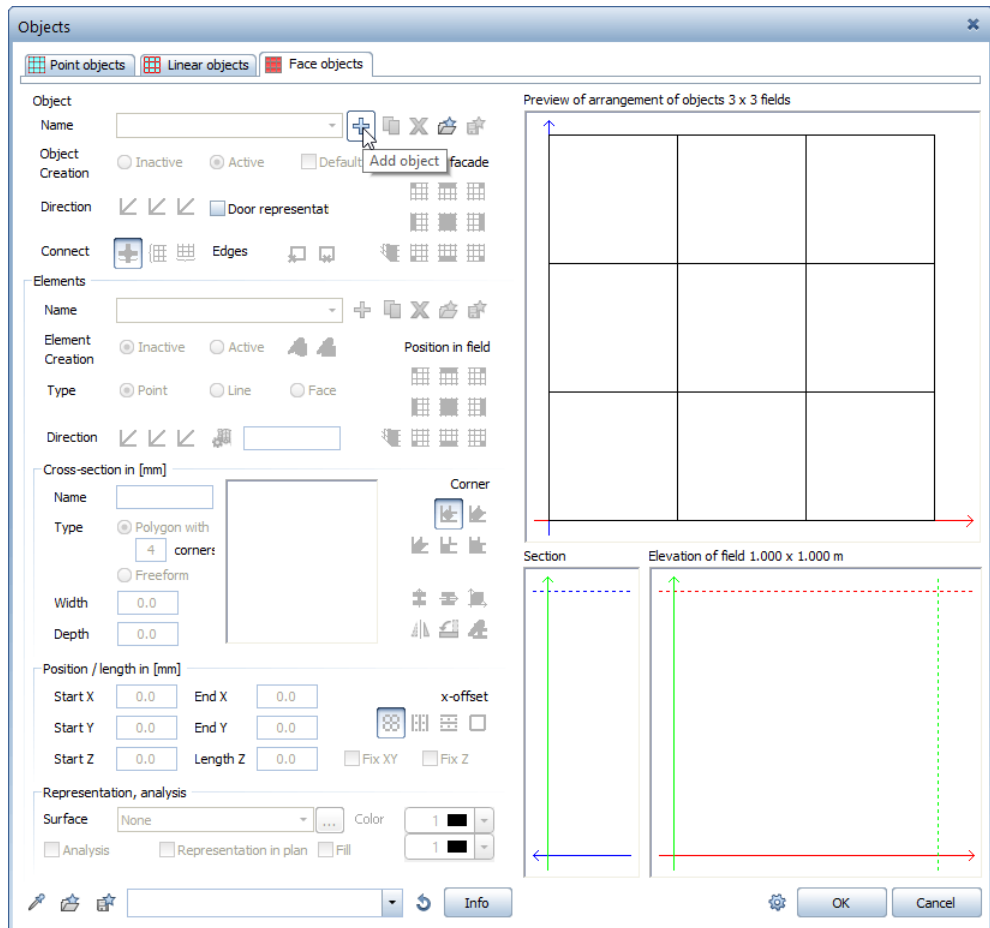 Objects
Point objects Linear objects Face objects
Object
Preview of arrangement of objects 3 x 3 fields
Name
Add object
Object
Creation
Inactive Active Default facade
Direction Door representat
Connect Edges
Elements
Name
Element
Creation
Inactive Active Position in field
Type Point Line Face
Direction
Cross-section in [mm]
Corner
Name
Type Polygon with
4 corners
Freeform
Width 0.0
Depth 0.0
Section Elevation of field 1.000 x 1.000 m
Position / length in [mm]
Start X 0.0 End X 0.0 x-offset
Start Y 0.0 End Y 0.0
Start Z 0.0 Length Z 0.0 Fix XY Fix Z
Representation, analysis
Surface None ... Color 1
Analysis Representation in plan Fill 1
Info OK Cancel